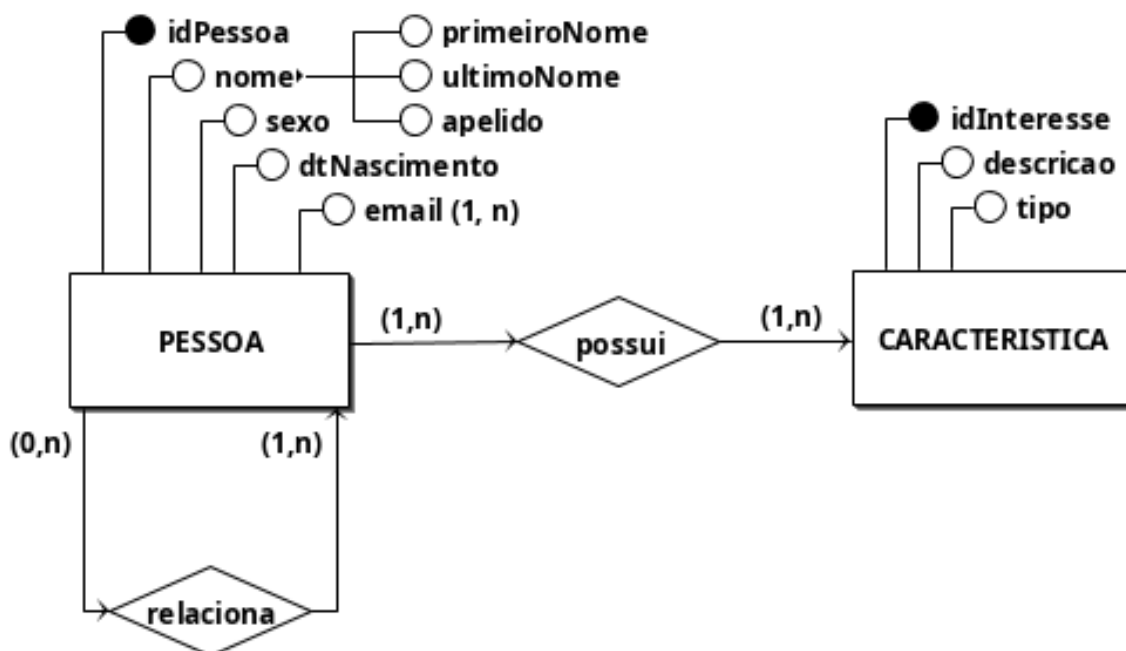 idPessoa
primeiroNome
nome
ultimoNome
sexo
apelido
idInteresse
dtNascimento
descricao
email (1, n)
tipo
(1,n)
(1,n)
PESSOA
possui
CARACTERISTICA
(0,n)
(1,n)
relaciona